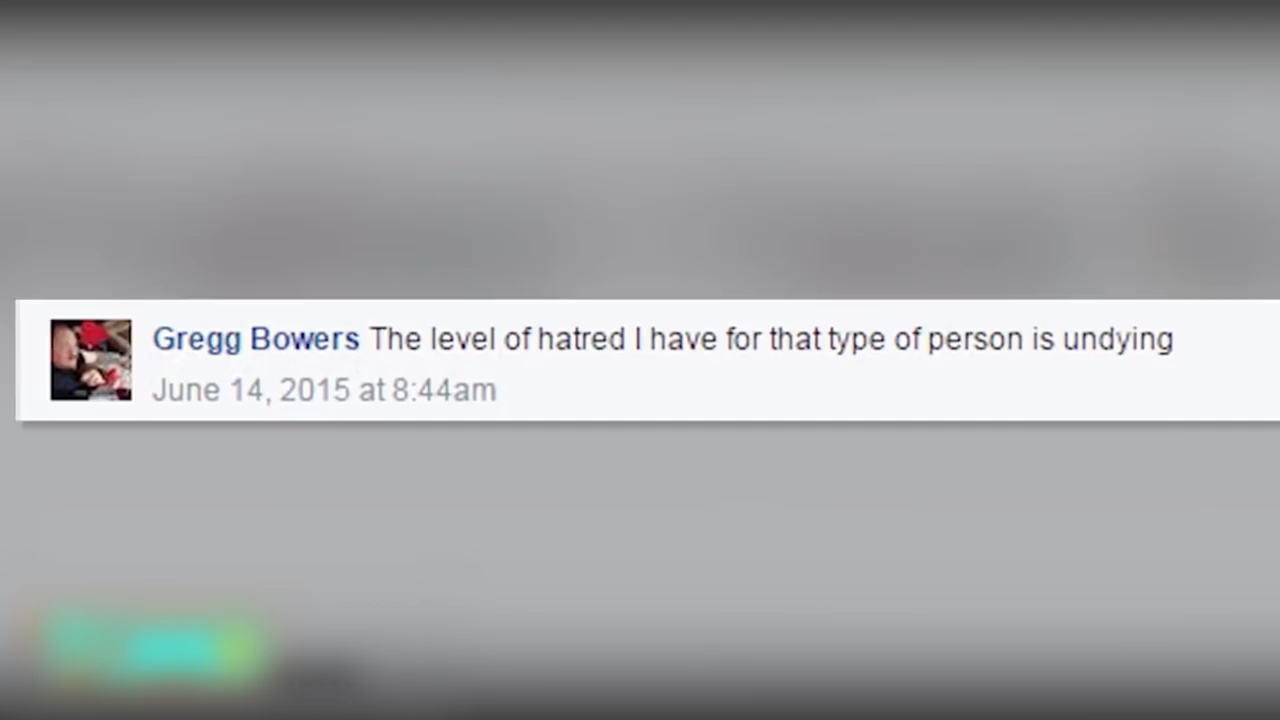 Gregg Bowers The level of hatred I have for that type of person is undying
June 14, 2015 at 8:44am